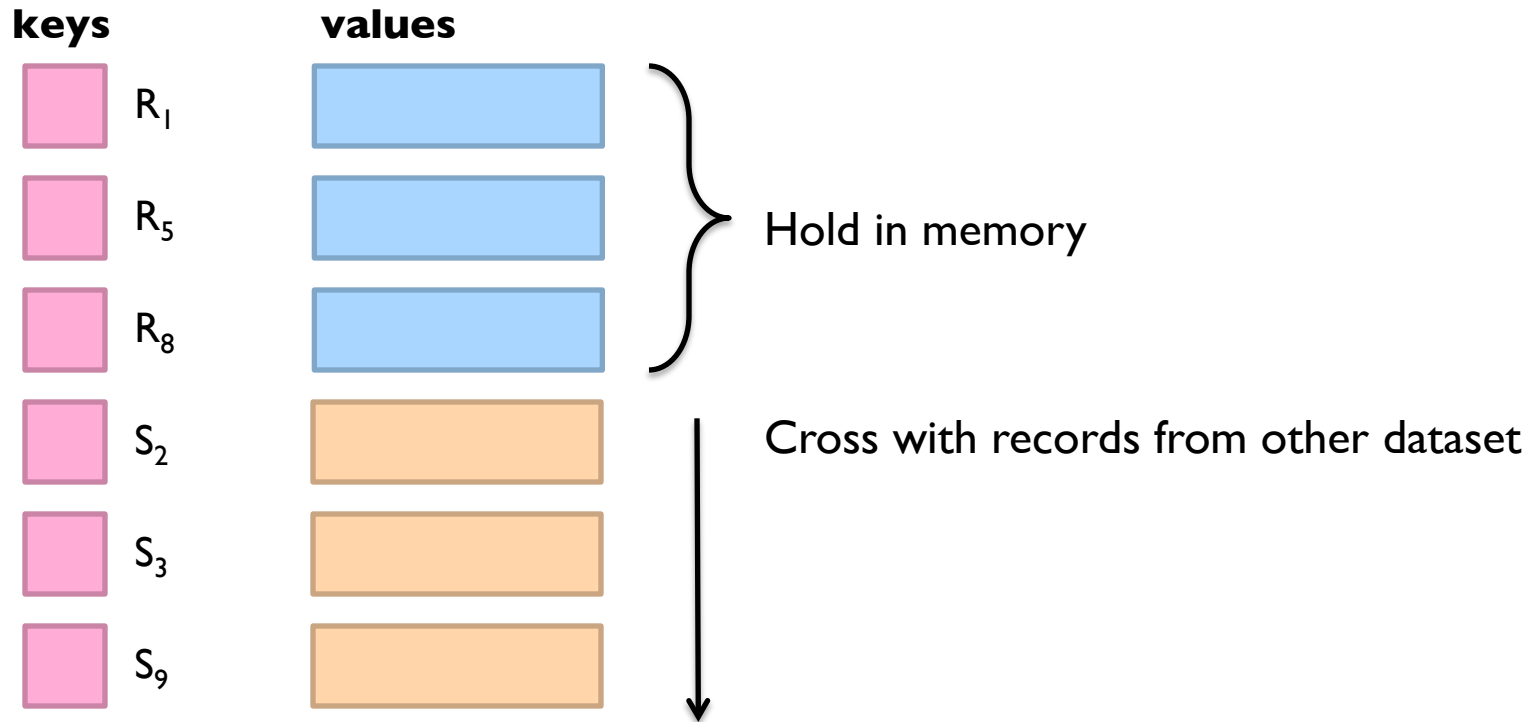 keys values
R₁
R₅
Hold in memory
R₈
Cross with records from other dataset
S₂
S₃
S₉